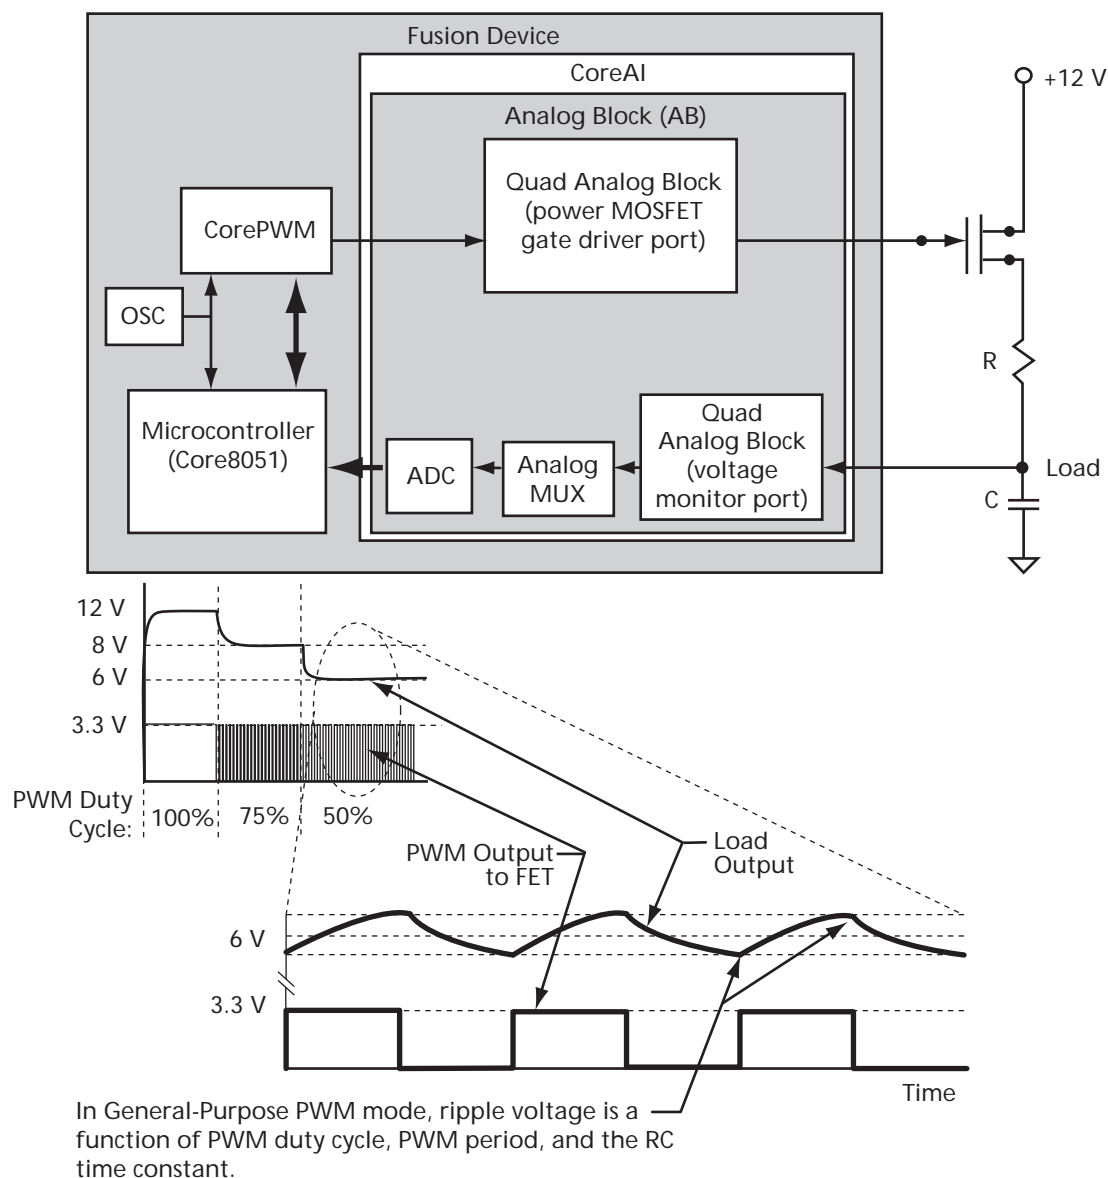 Fusion Device
CoreAI
Analog Block (AB)
+12 V
Quad Analog Block
(power MOSFET
gate driver port)
CorePWM
OSC
R
Microcontroller
(Core8051)
ADC
Analog
MUX
Quad
Analog Block
(voltage
monitor port)
Load
C
12 V
8 V
6 V
3.3 V
PWM Duty
Cycle:
100%
75%
50%
PWM Output
to FET
Load
Output
6 V
3.3 V
Time
In General-Purpose PWM mode, ripple voltage is a
function of PWM duty cycle, PWM period, and the RC
time constant.